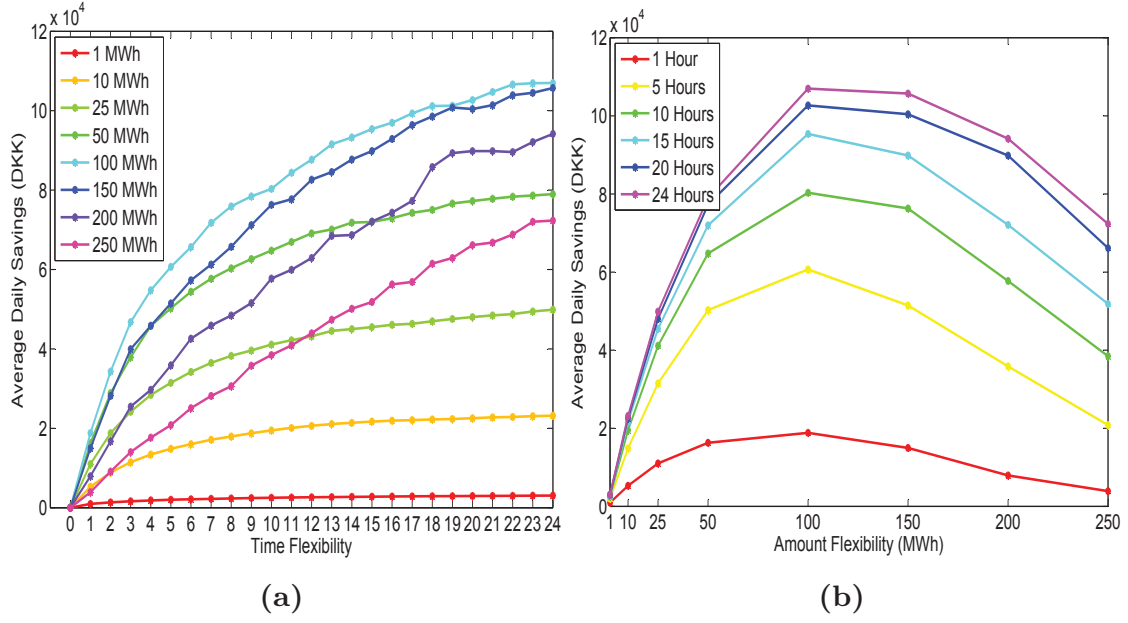 x 10⁴
12
10
8
6
4
2
0
Average Daily Savings (DKK)
1 MWh
10 MWh
25 MWh
50 MWh
100 MWh
150 MWh
200 MWh
250 MWh
0 1 2 3 4 5 6 7 8 9 10 11 12 13 14 15 16 17 18 19 20 21 22 23 24
Time Flexibility
(a)
x 10⁴
12
10
8
6
4
2
0
Average Daily Savings (DKK)
1 Hour
5 Hours
10 Hours
15 Hours
20 Hours
24 Hours
1 10 25 50 100 150 200 250
Amount Flexibility (MWh)
(b)